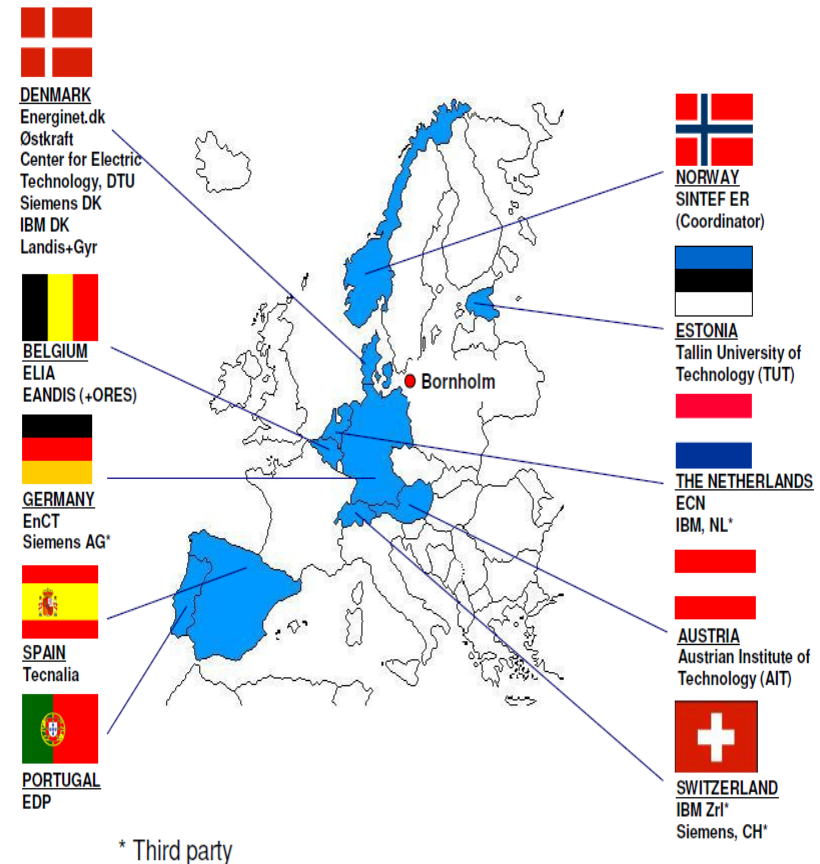 DENMARK
Energinet.dk
Østkraft
Center for Electric
Technology, DTU
Siemens DK
IBM DK
Landis+Gyr
BELGIUM
ELIA
EANDIS (+ORES)
GERMANY
EnCT
Siemens AG*
SPAIN
Tecnalia
PORTUGAL
EDP
* Third party
Bornholm
NORWAY
SINTEF ER
(Coordinator)
ESTONIA
Tallin University of
Technology (TUT)
THE NETHERLANDS
ECN
IBM, NL*
AUSTRIA
Austrian Institute of
Technology (AIT)
SWITZERLAND
IBM Zrl*
Siemens, CH*